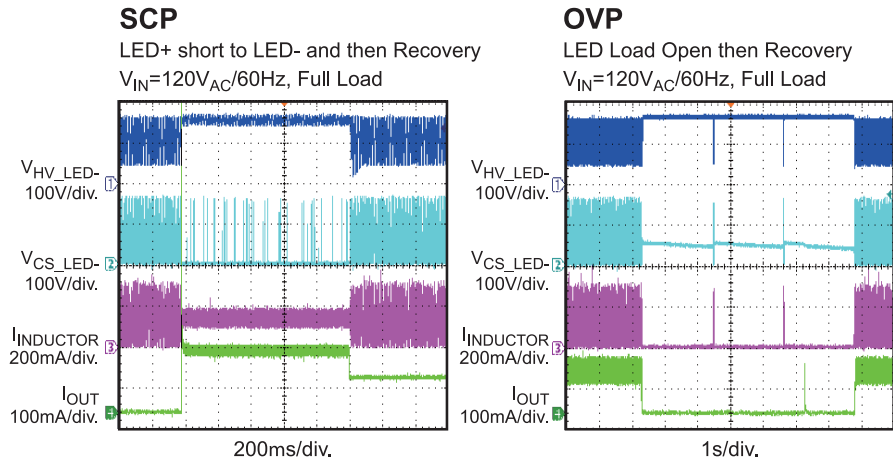 SCP
LED+ short to LED- and then Recovery
VIN=120VAC/60Hz, Full Load
VHV_LED-
100V/div.
1
VCS_LED-
100V/div.
2
IINDUCTOR
200mA/div.
3
IOUT
100mA/div.
4
200ms/div.
OVP
LED Load Open then Recovery
VIN=120VAC/60Hz, Full Load
VHV_LED-
100V/div.
1
VCS_LED-
100V/div.
2
IINDUCTOR
200mA/div.
3
IOUT
100mA/div.
4
1s/div.